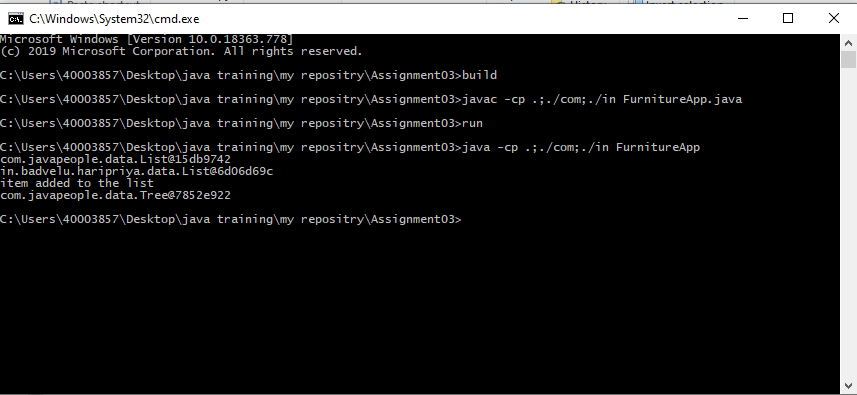 C:\Windows\System32\cmd.exe
Microsoft Windows [Version 10.0.18363.778]
(c) 2019 Microsoft Corporation. All rights reserved.
C:\Users\40003857\Desktop\java training\my repositry\Assignment03>build
C:\Users\40003857\Desktop\java training\my repositry\Assignment03>javac -cp .;./com;./in FurnitureApp.java
C:\Users\40003857\Desktop\java training\my repositry\Assignment03>run
C:\Users\40003857\Desktop\java training\my repositry\Assignment03>java -cp .;./com;./in FurnitureApp
com.javapeople.data.List@15db9742
in.badvelu.haripriya.data.List@6d06d69c
item added to the list
com.javapeople.data.Tree@7852e922
C:\Users\40003857\Desktop\java training\my repositry\Assignment03>